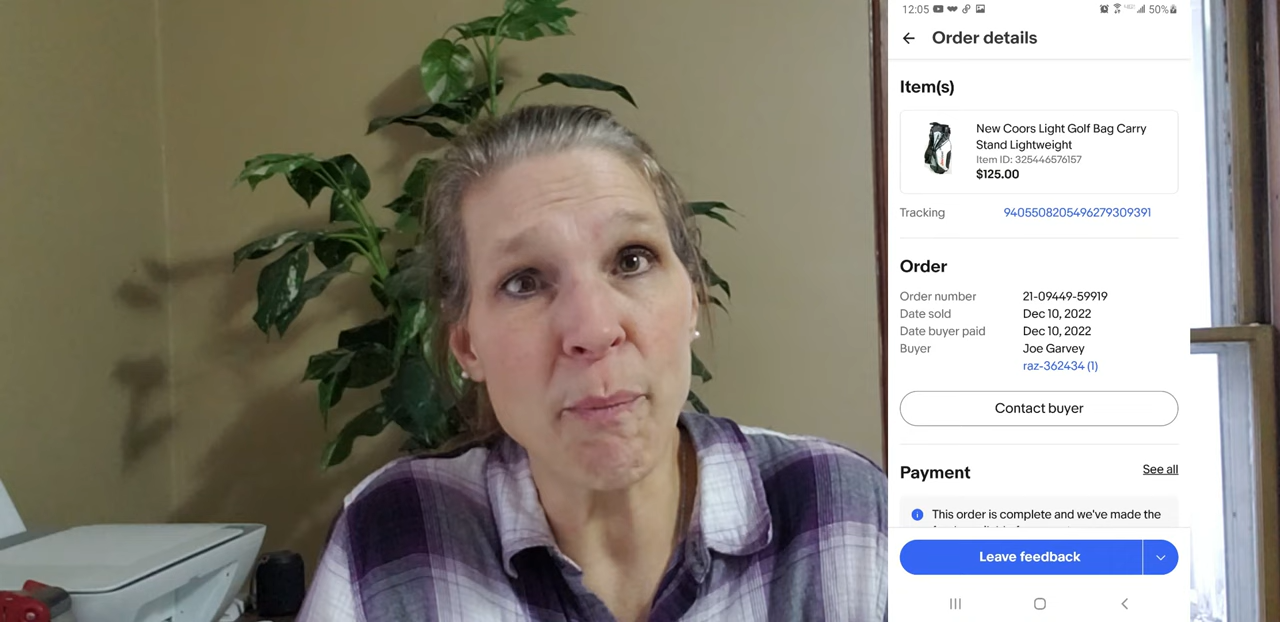 12:05
50%
Order details
Item(s)
New Coors Light Golf Bag Carry
Stand Lightweight
Item ID: 325446576157
$125.00
Tracking 9405508205496279309391
Order
Order number 21-09449-59919
Date sold Dec 10, 2022
Date buyer paid Dec 10, 2022
Buyer Joe Garvey
raz-362434 (1)
Contact buyer
Payment See all
This order is complete and we've made the
Leave feedback